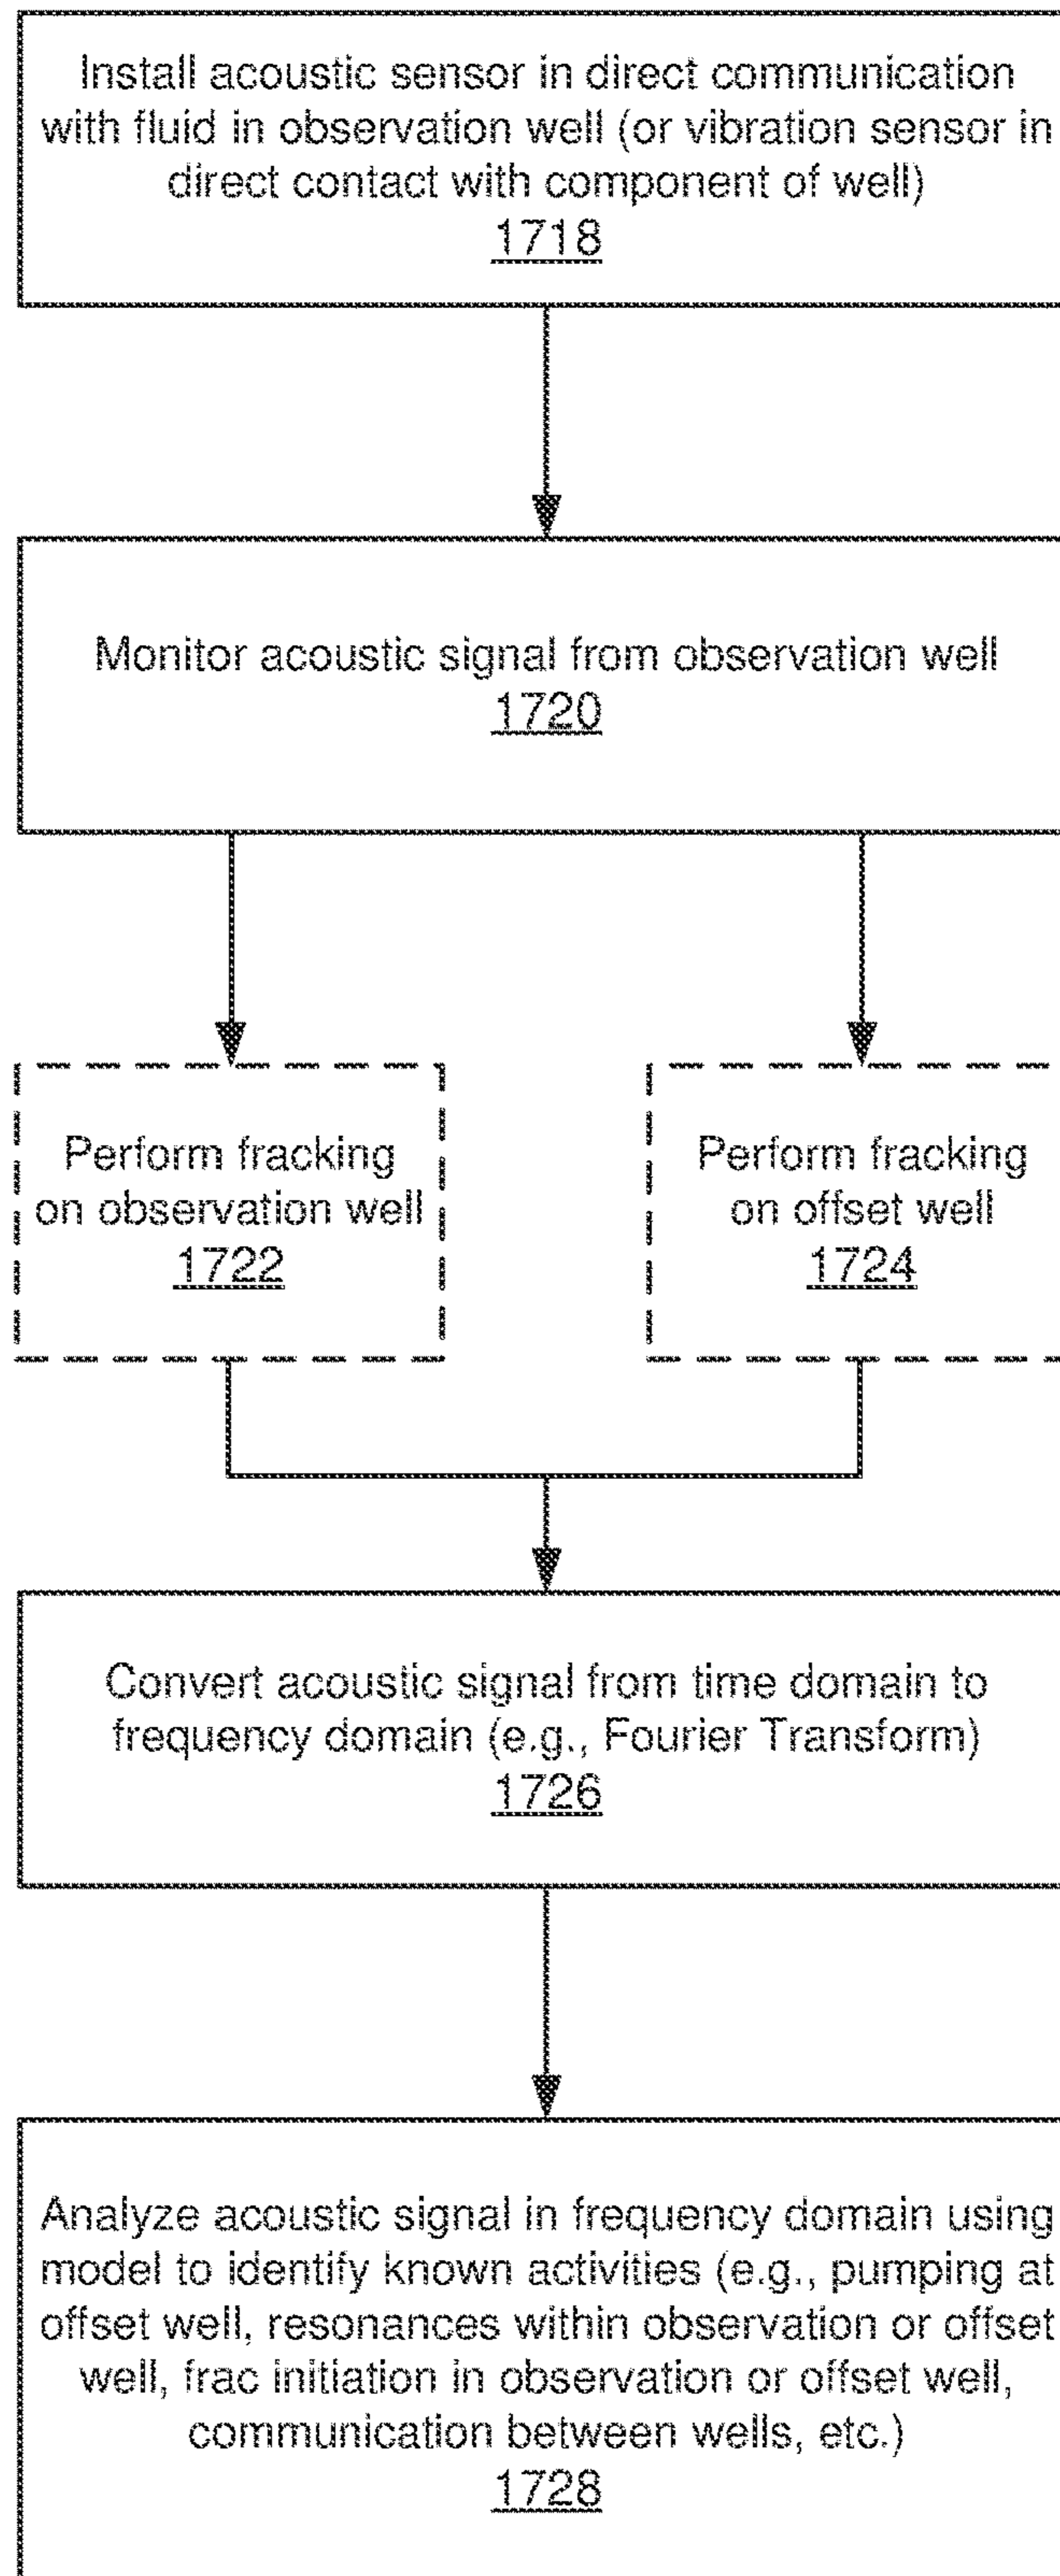 Install acoustic sensor in direct communication
with fluid in observation well (or vibration sensor in
direct contact with component of well)
1718
Monitor acoustic signal from observation well
1720
Perform fracking
on observation well
1722
Perform fracking
on offset well
1724
Convert acoustic signal from time domain to
frequency domain (e.g., Fourier Transform)
1726
Analyze acoustic signal in frequency domain using
model to identify known activities (e.g., pumping at
offset well, resonances within observation or offset
well, frac initiation in observation or offset well,
communication between wells, etc.)
1728